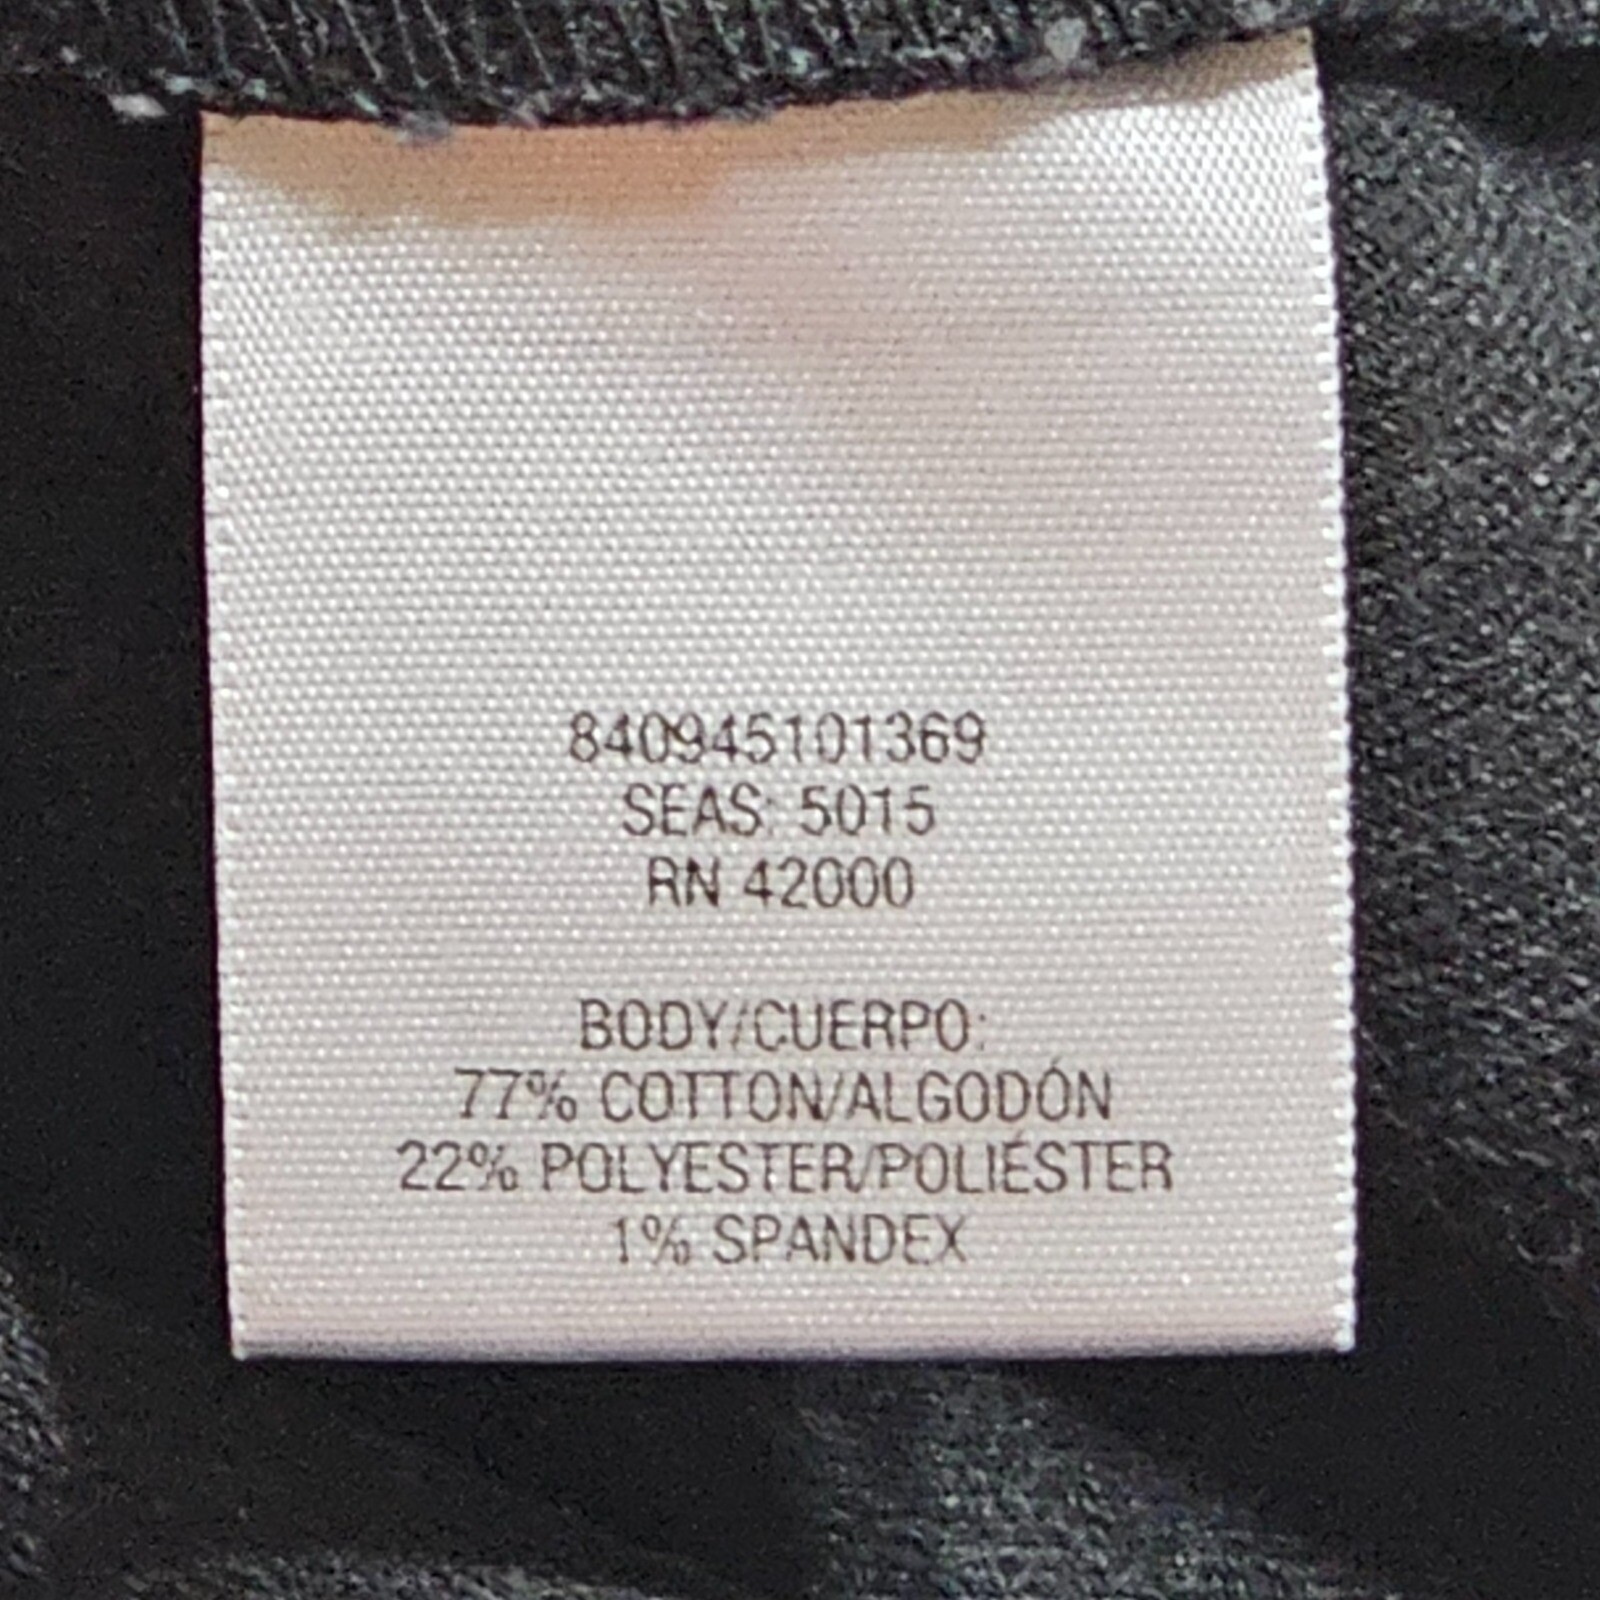 840945101369
SEAS: 5015
RN 42000
BODY/CUERPO:
77% COTTON/ALGODÓN
22% POLYESTER/POLIÉSTER
1% SPANDEX